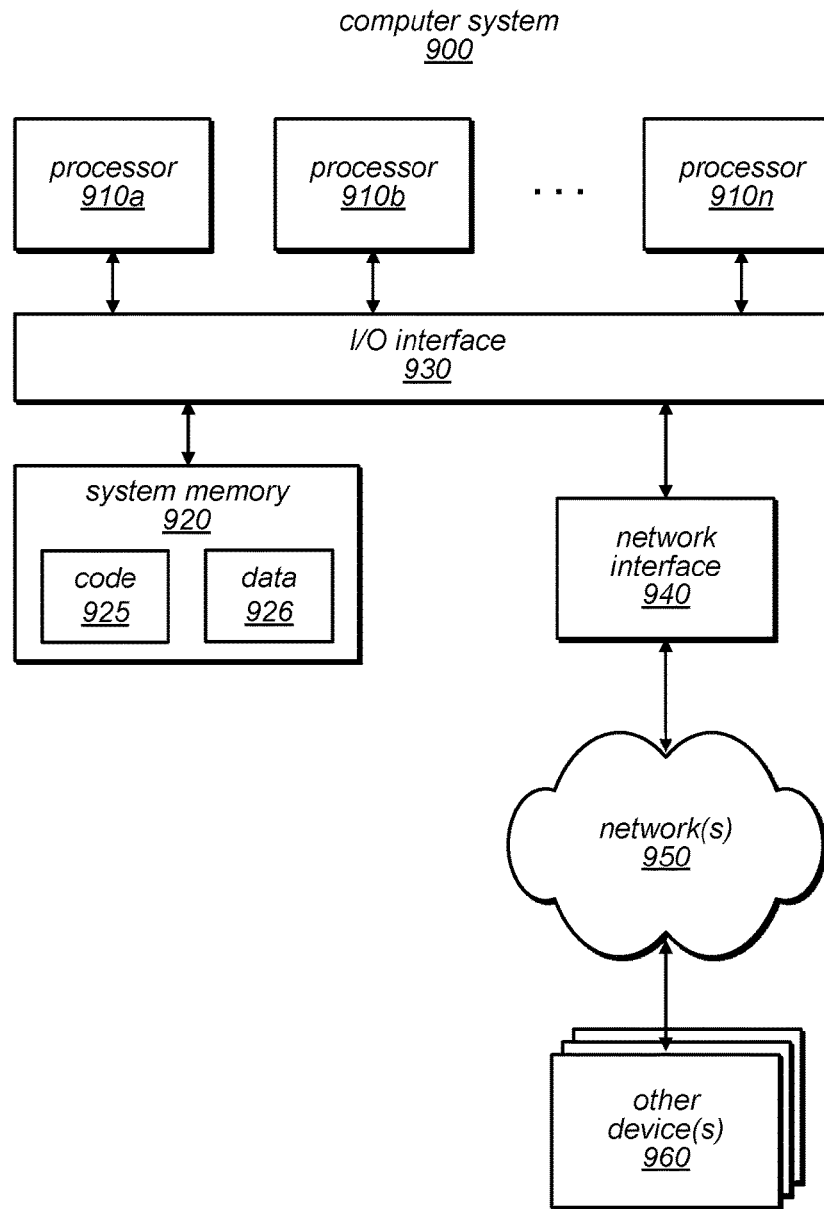 computer system
900
processor
910a
processor
910b
. . .
processor
910n
I/O interface
930
system memory
920
code
925
data
926
network
interface
940
network(s)
950
other
device(s)
960